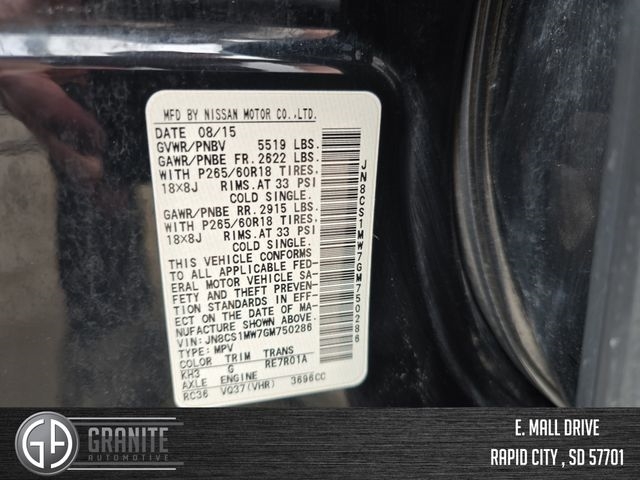 MFD BY NISSAN MOTOR CO.,LTD.
DATE 08/15
GVWR/PNBV 5519 LBS.
GAWR/PNBE FR. 2622 LBS.
WITH P265/60R18 TIRES.
18X8J RIMS.AT 33 PSI
COLD SINGLE.
GAWR/PNBE RR. 2915 LBS.
WITH P265/60R18 TIRES.
18X8J RIMS.AT 33 PSI
COLD SINGLE.
THIS VEHICLE CONFORMS
TO ALL APPLICABLE FED-
ERAL MOTOR VEHICLE SA-
FETY AND THEFT PREVEN-
TION STANDARDS IN EFF-
ECT ON THE DATE OF MA-
NUFACTURE SHOWN ABOVE.
VIN: JN8CS1MW7GM750286
TYPE: MPV
COLOR TRIM TRANS
KH3 G RE7R01A
AXLE ENGINE
RC36 VQ37(VHR) 3696CC
JN8CS1MW7GM750286
GA GRANITE
AUTOMOTIVE
E. MALL DRIVE
RAPID CITY , SD 57701